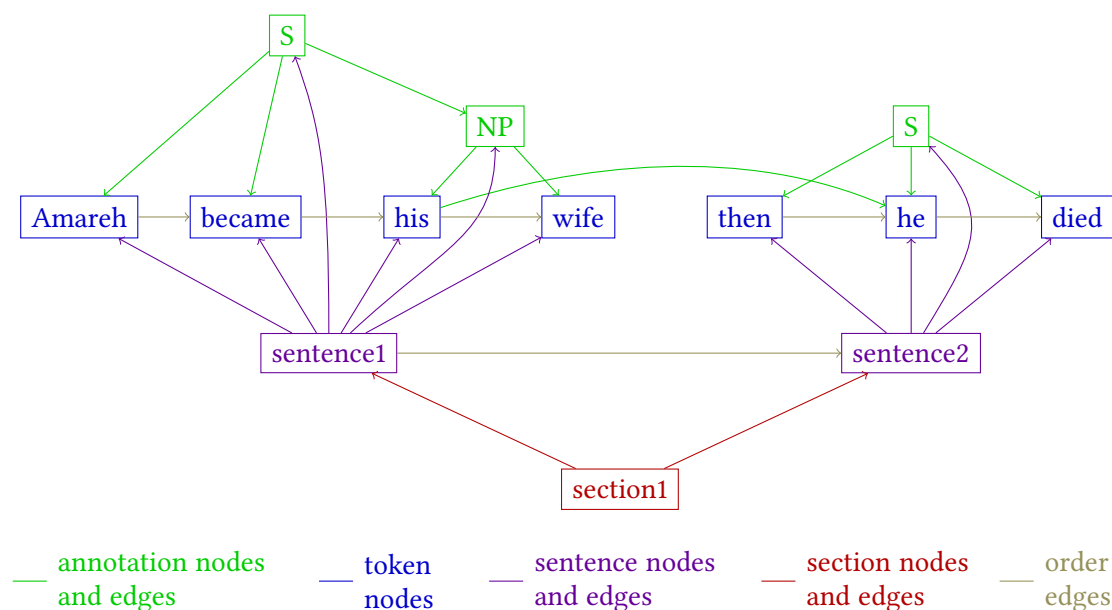 S
NP S
Amareh became his wife then he died
sentence1 sentence2
section1
annotation nodes and edges
token nodes
sentence nodes and edges
section nodes and edges
order edges